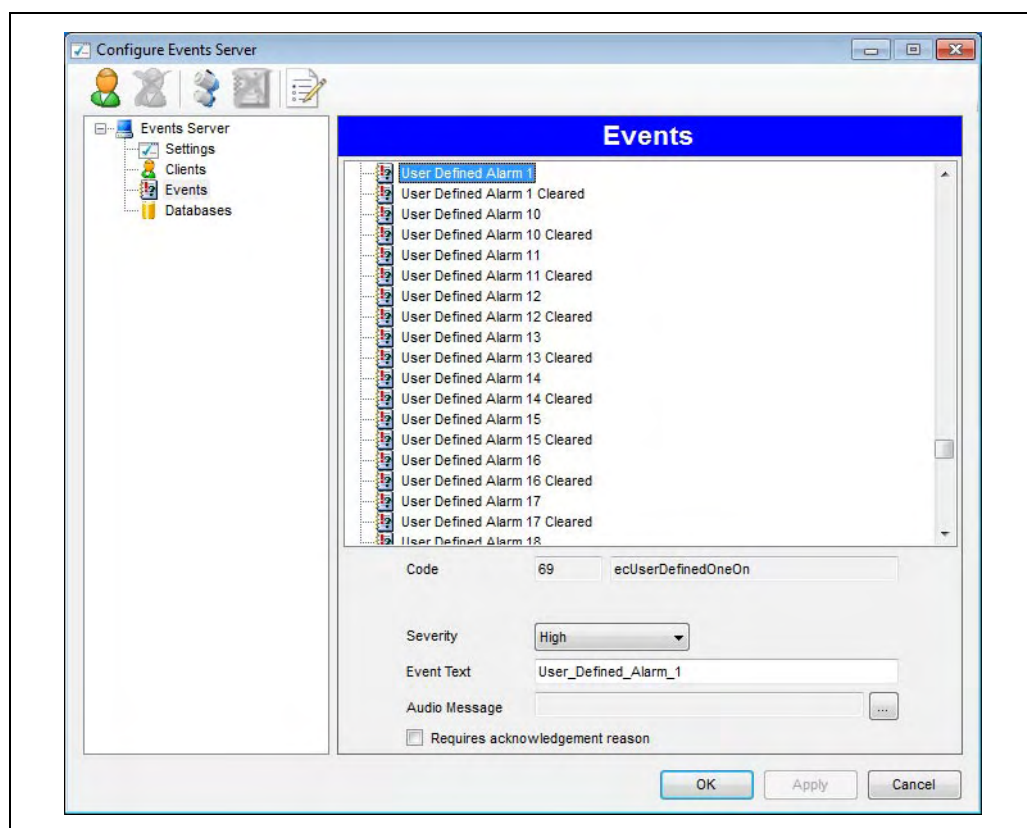 Configure Events Server
Events Server
Settings
Clients
Events
Databases
Events
User Defined Alarm 1
User Defined Alarm 1 Cleared
User Defined Alarm 10
User Defined Alarm 10 Cleared
User Defined Alarm 11
User Defined Alarm 11 Cleared
User Defined Alarm 12
User Defined Alarm 12 Cleared
User Defined Alarm 13
User Defined Alarm 13 Cleared
User Defined Alarm 14
User Defined Alarm 14 Cleared
User Defined Alarm 15
User Defined Alarm 15 Cleared
User Defined Alarm 16
User Defined Alarm 16 Cleared
User Defined Alarm 17
User Defined Alarm 17 Cleared
User Defined Alarm 18
Code 69 ecUserDefinedOneOn
Severity High
Event Text User_Defined_Alarm_1
Audio Message ...
Requires acknowledgement reason
OK Apply Cancel